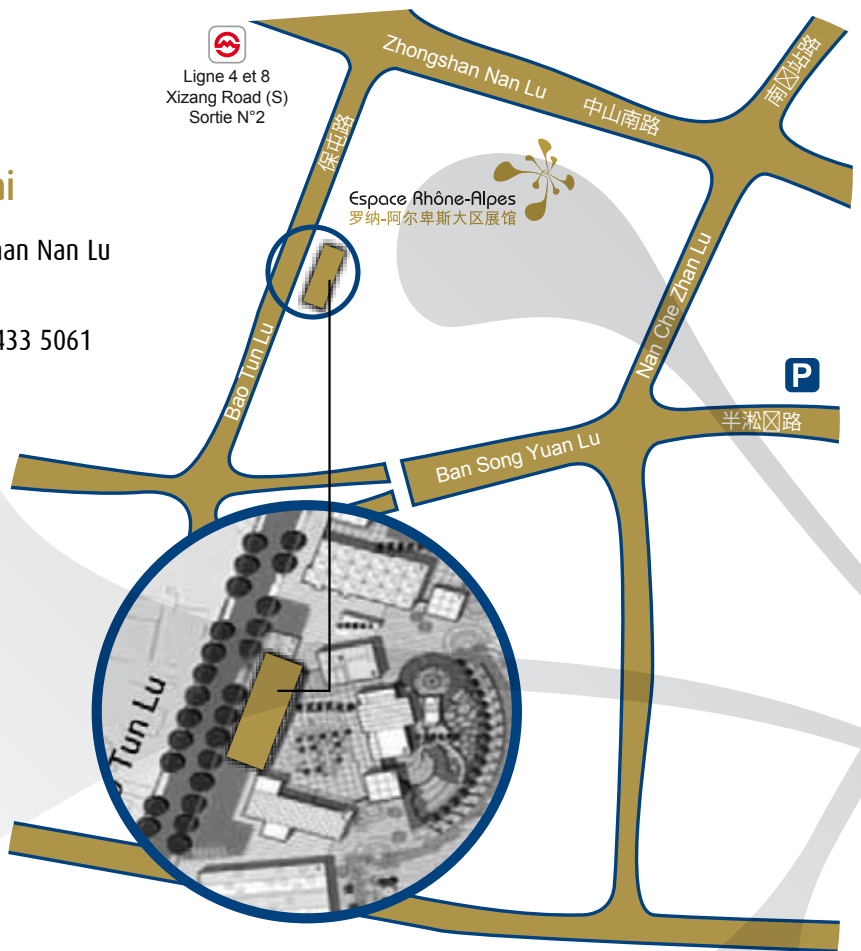 Ligne 4 et 8
Xizang Road (S)
Sortie N°2
Zhongshan Nan Lu
中山南路
保屯路
Espace Rhône-Alpes
罗纳-阿尔卑斯大区展馆
Nan Lu
433 5061
Bao Tun Lu
Nan Che Zhan Lu
P
Ban Song Yuan Lu
Tun Lu